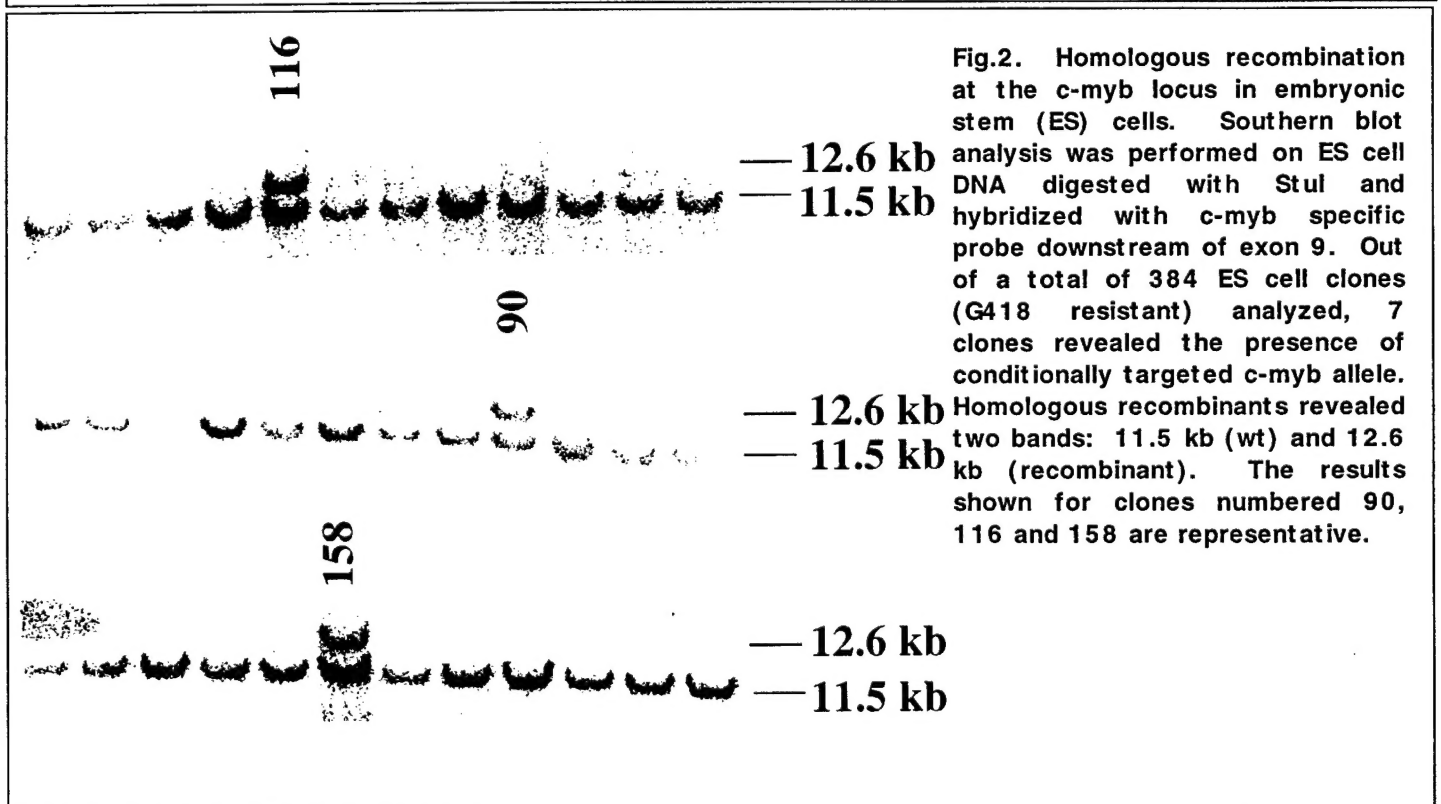 116
12.6 kb
11.5 kb
90
12.6 kb
11.5 kb
158
12.6 kb
11.5 kb
Fig.2. Homologous recombination
at the c-myb locus in embryonic
stem (ES) cells. Southern blot
analysis was performed on ES cell
DNA digested with StuI and
hybridized with c-myb specific
probe downstream of exon 9. Out
of a total of 384 ES cell clones
(G418 resistant) analyzed, 7
clones revealed the presence of
conditionally targeted c-myb allele.
Homologous recombinants revealed
two bands: 11.5 kb (wt) and 12.6
kb (recombinant). The results
shown for clones numbered 90,
116 and 158 are representative.